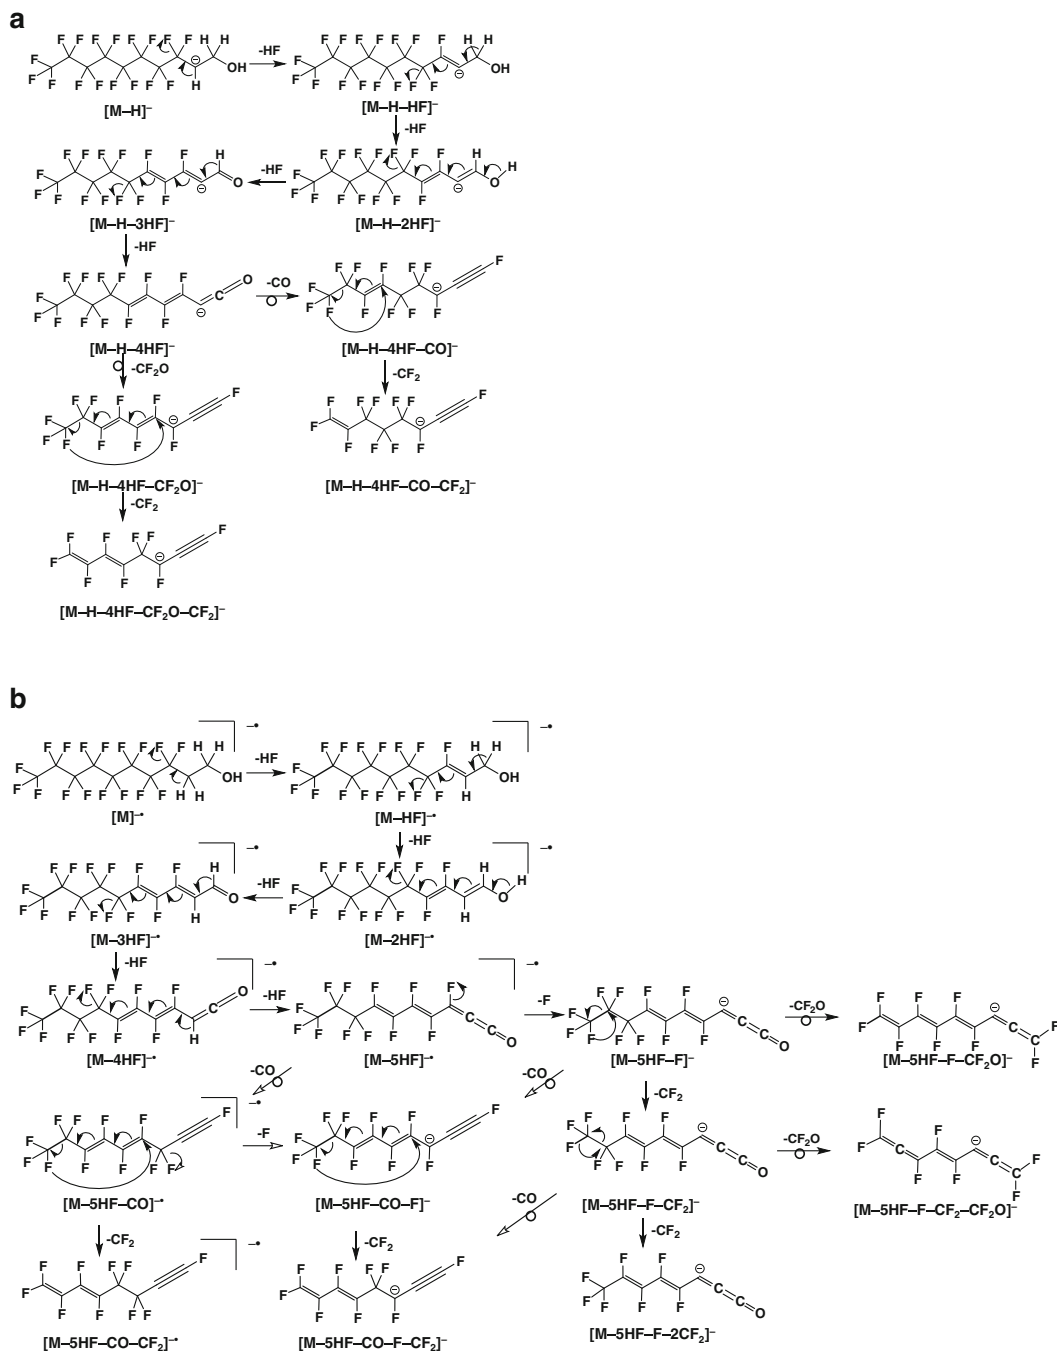 a
F F F F F F F F H H
F F F F F F F F F H OH
-HF
[M–H]⁻
[M–H–HF]⁻
-HF
-HF
[M–H–3HF]⁻
[M–H–2HF]⁻
-HF
-CO
[M–H–4HF]⁻
[M–H–4HF–CO]⁻
-CF₂O
-CF₂
[M–H–4HF–CF₂O]⁻
[M–H–4HF–CO–CF₂]⁻
-CF₂
[M–H–4HF–CF₂O–CF₂]⁻
b
-HF
[M]⁻•
[M–HF]⁻•
-HF
-HF
[M–3HF]⁻•
[M–2HF]⁻•
-HF
-HF
-F
-CF₂O
[M–4HF]⁻•
[M–5HF]⁻•
[M–5HF–F]⁻
[M–5HF–F–CF₂O]⁻
-CO
-CO
-CF₂
-F
-CF₂O
[M–5HF–CO]⁻•
[M–5HF–CO–F]⁻
[M–5HF–F–CF₂]⁻
[M–5HF–F–CF₂–CF₂O]⁻
-CO
-CF₂
-CF₂
-CF₂
[M–5HF–CO–CF₂]⁻•
[M–5HF–CO–F–CF₂]⁻
[M–5HF–F–2CF₂]⁻